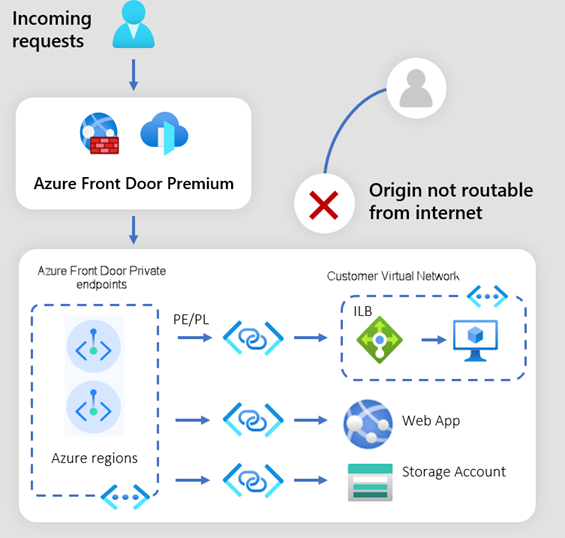 Incoming
requests
Azure Front Door Premium
Origin not routable
from internet
Azure Front Door Private
endpoints
Customer Virtual Network
PE/PL
ILB
Web App
Azure regions
Storage Account